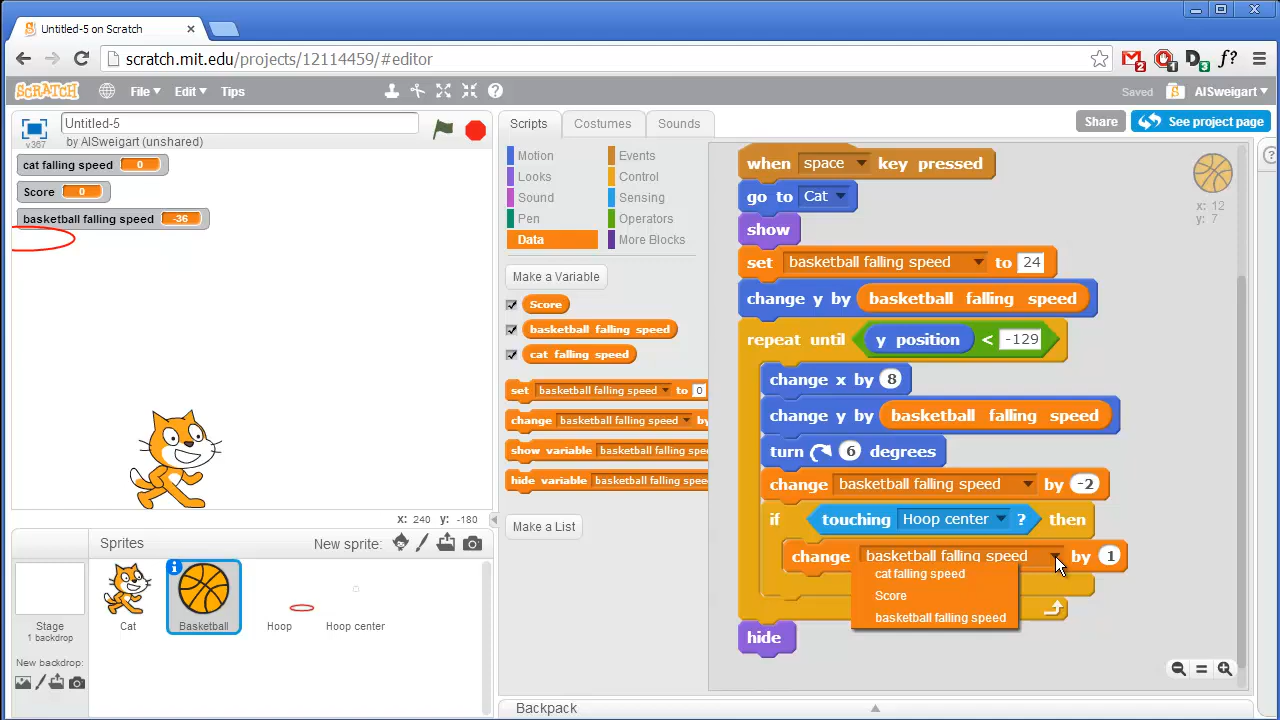 Untitled-5 on Scratch
scratch.mit.edu/projects/12114459/#editor
2
1
D 3
f?
SCRATCH
File
Edit
Tips
Saved
AlSweigart
v367
Untitled-5
by AlSweigart (unshared)
Scripts
Costumes
Sounds
Share
See project page
cat falling speed 0
Score 0
basketball falling speed -36
Motion
Events
Looks
Control
Sound
Sensing
Pen
Operators
Data
More Blocks
Make a Variable
Score
basketball falling speed
cat falling speed
set basketball falling speed to 0
change basketball falling speed by
show variable basketball falling spee
hide variable basketball falling spee
Make a List
when space key pressed
go to Cat
show
set basketball falling speed to 24
change y by basketball falling speed
repeat until y position < -129
change x by 8
change y by basketball falling speed
turn 6 degrees
change basketball falling speed by -2
if touching Hoop center ? then
change basketball falling speed by 1
cat falling speed
Score
basketball falling speed
hide
x: 12
y: 7
x: 240 y: -180
Sprites
New sprite:
Stage
1 backdrop
New backdrop:
Cat
Basketball
Hoop
Hoop center
Backpack